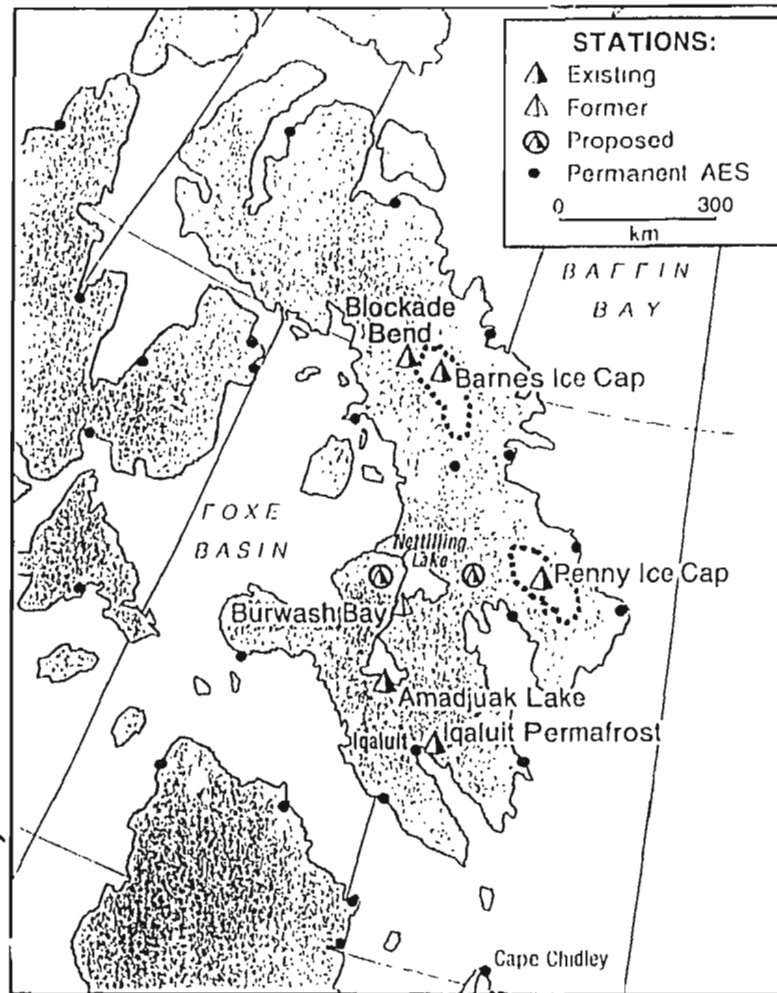 STATIONS:
Existing
Former
Proposed
Permanent AES
0 300
km
BAFFIN
BAY
Blockade
Bend
Barnes Ice Cap
FOXE
BASIN
Nettilling
Lake
Penny Ice Cap
Burwash Bay
Amadjuak Lake
Iqaluit
Iqaluit Permafrost
Cape Chidley